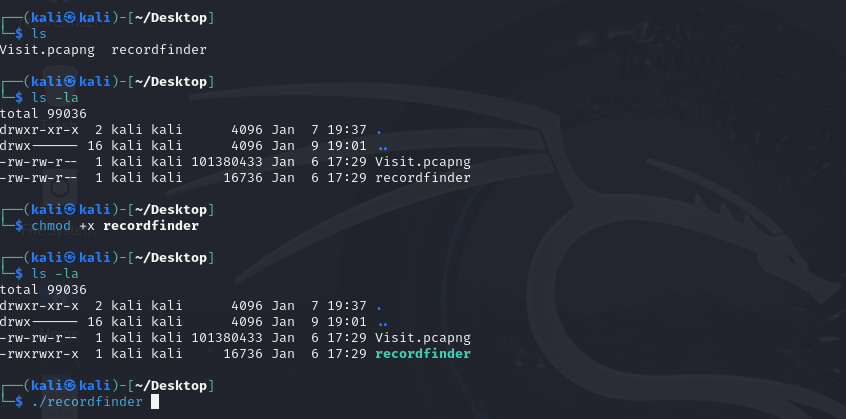 ┌──(kali㉿kali)-[~/Desktop]
└─$ ls
Visit.pcapng  recordfinder
┌──(kali㉿kali)-[~/Desktop]
└─$ ls -la
total 99036
drwxr-xr-x  2 kali kali      4096 Jan  7 19:37 .
drwx------ 16 kali kali      4096 Jan  9 19:01 ..
-rw-rw-r--  1 kali kali 101380433 Jan  6 17:29 Visit.pcapng
-rw-rw-r--  1 kali kali     16736 Jan  6 17:29 recordfinder
┌──(kali㉿kali)-[~/Desktop]
└─$ chmod +x recordfinder
┌──(kali㉿kali)-[~/Desktop]
└─$ ls -la
total 99036
drwxr-xr-x  2 kali kali      4096 Jan  7 19:37 .
drwx------ 16 kali kali      4096 Jan  9 19:01 ..
-rw-rw-r--  1 kali kali 101380433 Jan  6 17:29 Visit.pcapng
-rwxrwxr-x  1 kali kali     16736 Jan  6 17:29 recordfinder
┌──(kali㉿kali)-[~/Desktop]
└─$ ./recordfinder